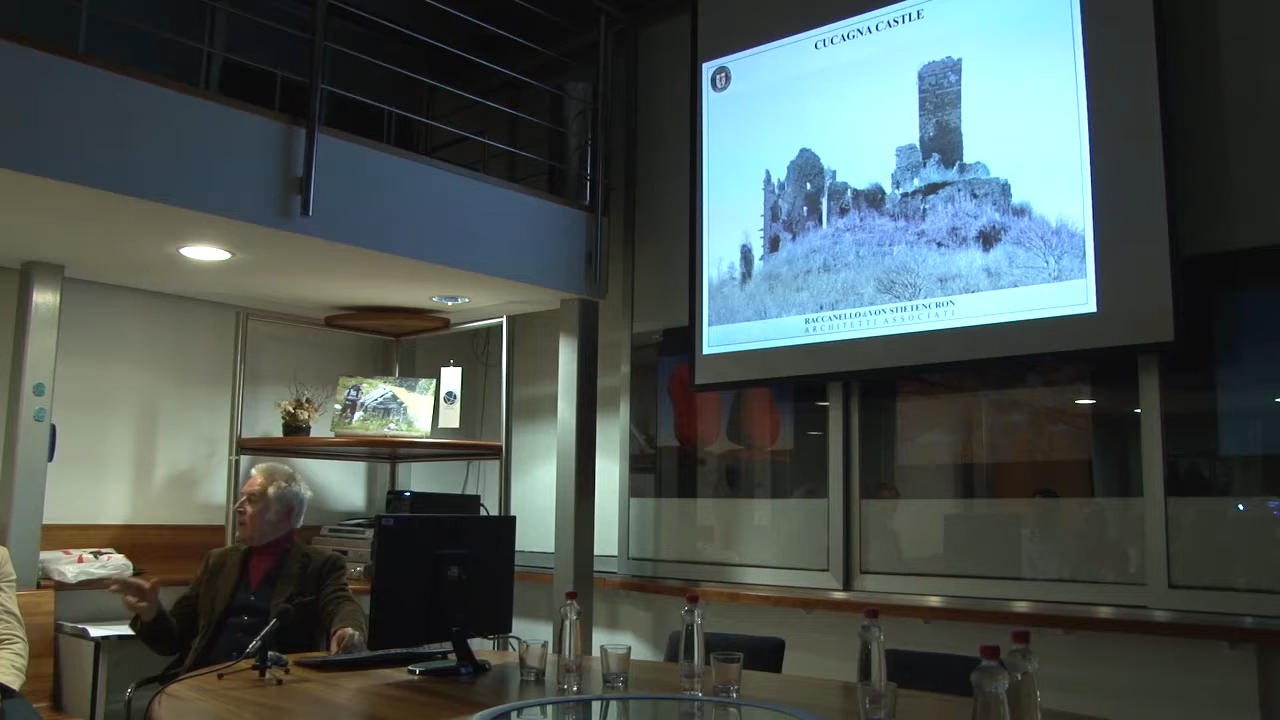 CUCAGNA CASTLE
RACCANELLO&VON STIETENCRON
ARCHITETTI ASSOCIATI